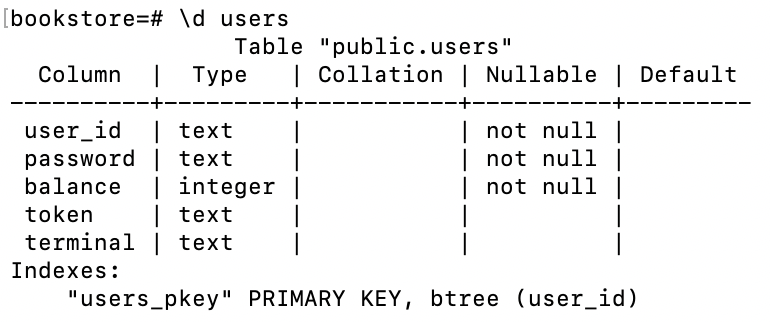 [bookstore=# \d users
Table "public.users"
Column | Type | Collation | Nullable | Default
----------+---------+-----------+----------+---------
user_id | text | | not null |
password | text | | not null |
balance | integer | | not null |
token | text | | |
terminal | text | | |
Indexes:
"users_pkey" PRIMARY KEY, btree (user_id)